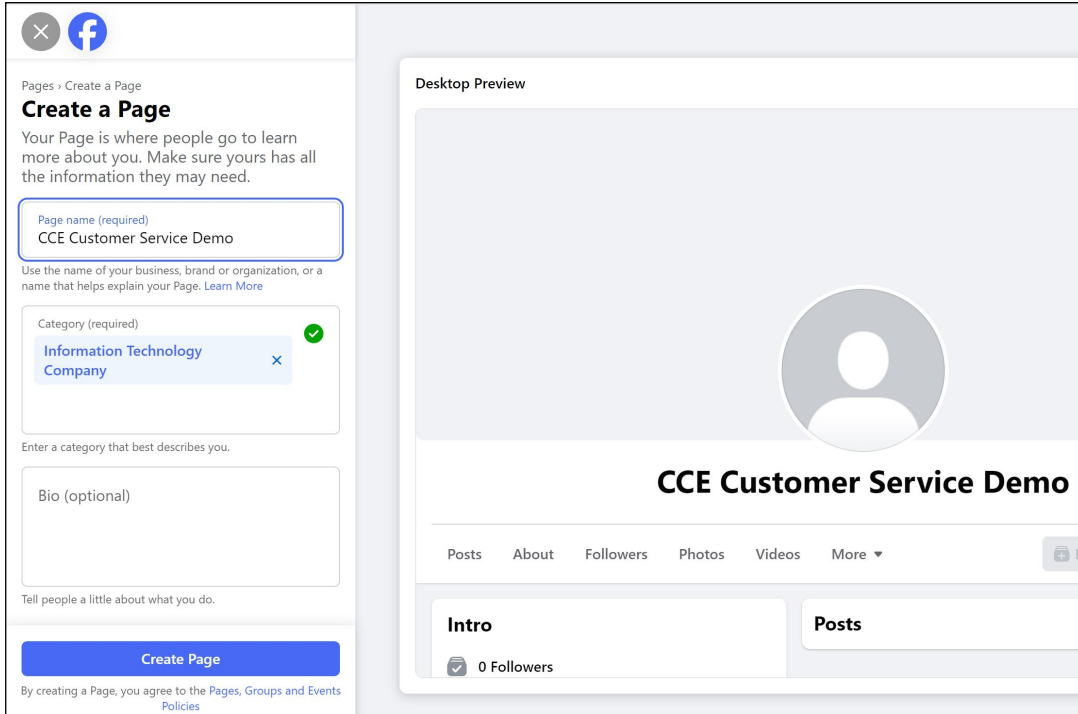 Pages › Create a Page
Create a Page
Your Page is where people go to learn
more about you. Make sure yours has all
the information they may need.
Page name (required)
CCE Customer Service Demo
Use the name of your business, brand or organization, or a
name that helps explain your Page. Learn More
Category (required)
Information Technology
Company
Enter a category that best describes you.
Bio (optional)
Tell people a little about what you do.
Create Page
By creating a Page, you agree to the Pages, Groups and Events
Policies
Desktop Preview
CCE Customer Service Demo
Posts About Followers Photos Videos More
Intro
0 Followers
Posts